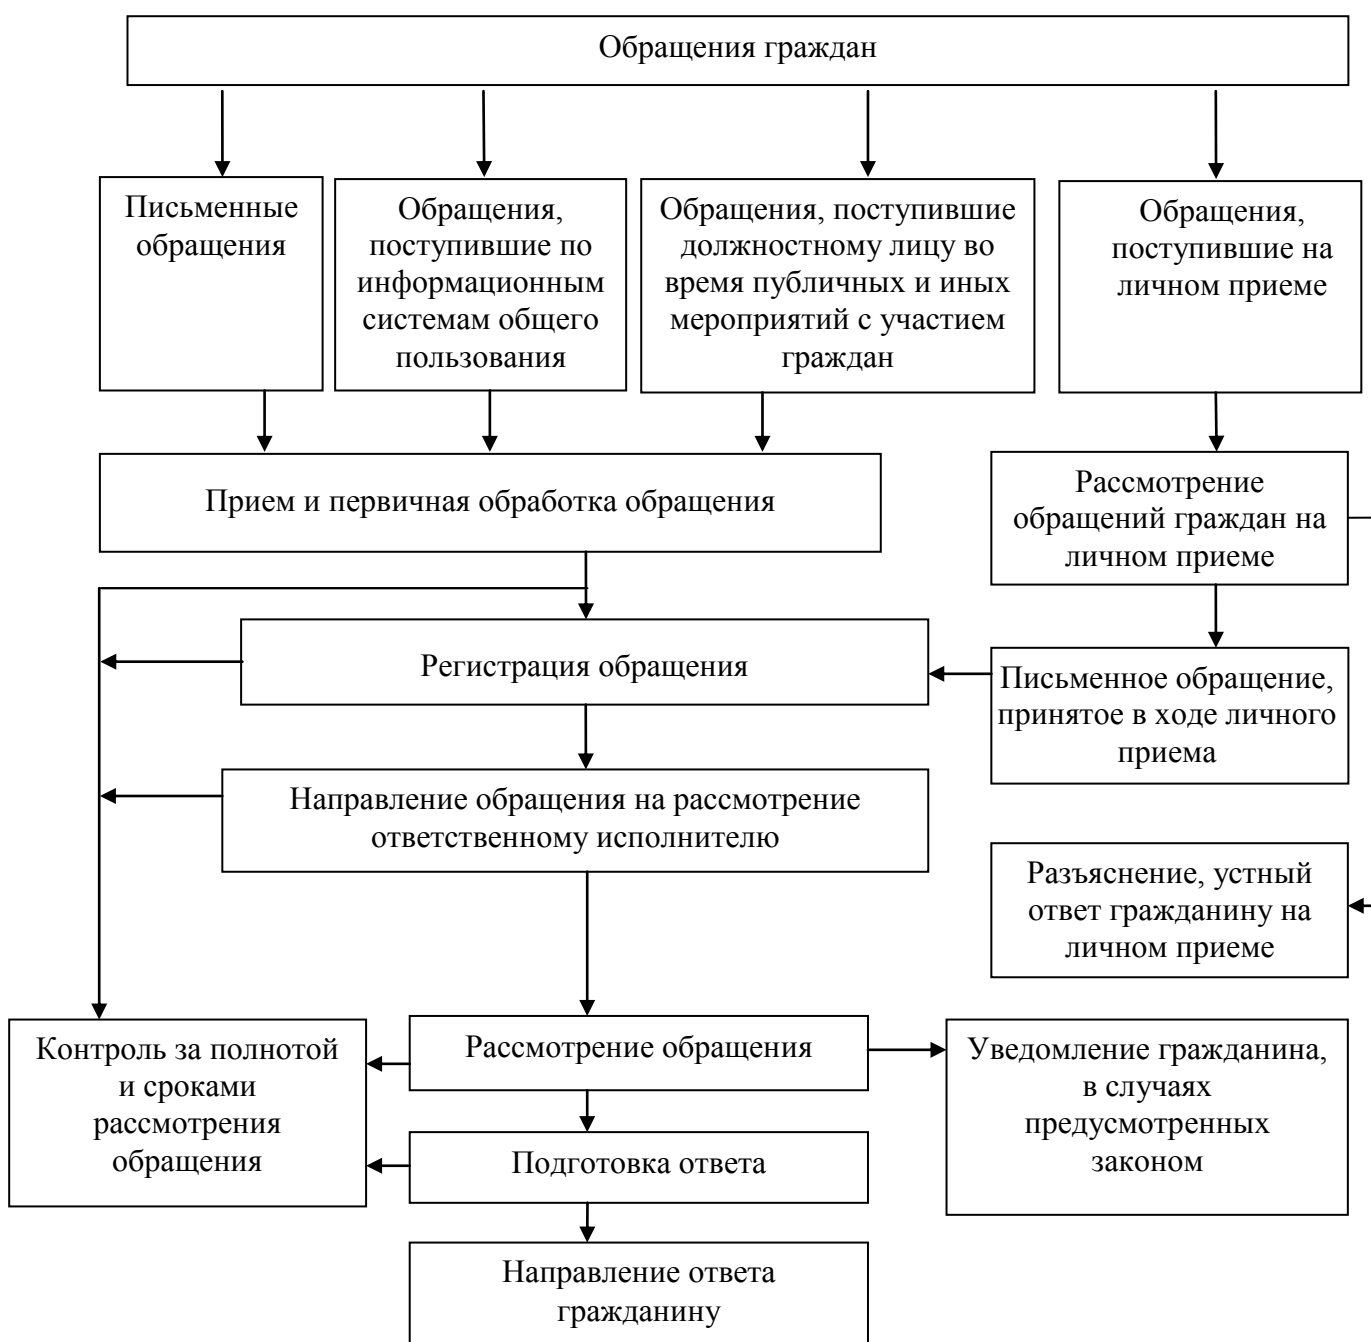 Обращения граждан
Письменные
обращения
Обращения,
поступившие по
информационным
системам общего
пользования
Обращения, поступившие
должностному лицу во
время публичных и иных
мероприятий с участием
граждан
Обращения,
поступившие на
личном приеме
Прием и первичная обработка обращения
Рассмотрение
обращений граждан на
личном приеме
Регистрация обращения
Письменное обращение,
принятое в ходе личного
приема
Направление обращения на рассмотрение
ответственному исполнителю
Разъяснение, устный
ответ гражданину на
личном приеме
Контроль за полнотой
и сроками
рассмотрения
обращения
Рассмотрение обращения
Уведомление гражданина,
в случаях
предусмотренных
законом
Подготовка ответа
Направление ответа
гражданину